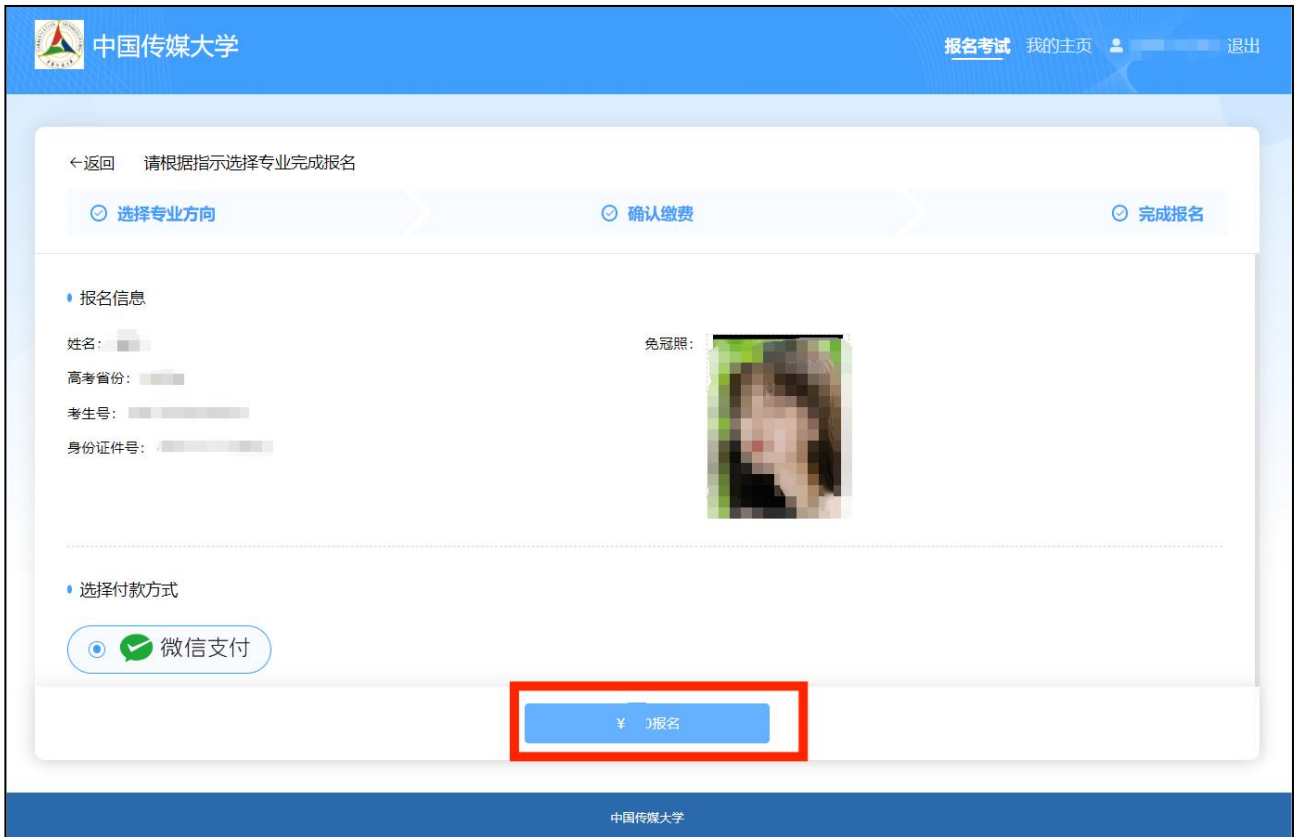 中国传媒大学
报名考试 我的主页 退出
←返回 请根据指示选择专业完成报名
选择专业方向 确认缴费 完成报名
报名信息
姓名： 免冠照：
高考省份：
考生号：
身份证件号：
选择付款方式
微信支付
¥ 报名
中国传媒大学